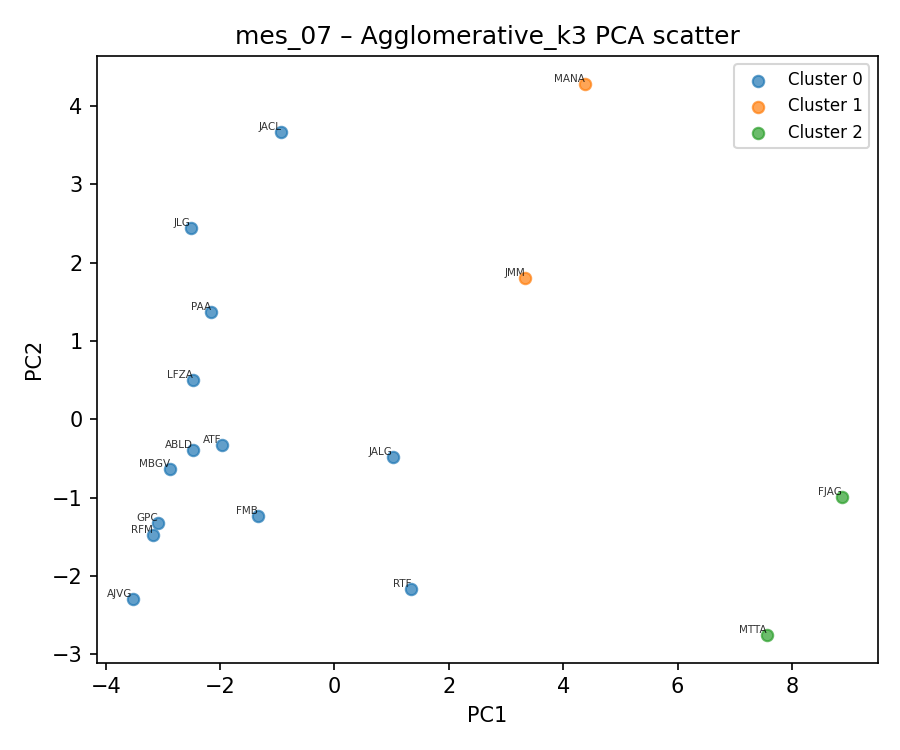 mes_07 – Agglomerative_k3 PCA scatter
MANA
Cluster 0
Cluster 1
Cluster 2
JACL
JLG
JMM
PAA
LFZA
ATF
ABLD
JALG
MBGV
FJAG
GPC
FMB
RFM
RTF
AJVG
MTTA
4
3
2
1
0
−1
−2
−3
PC2
−4
−2
0
2
4
6
8
PC1